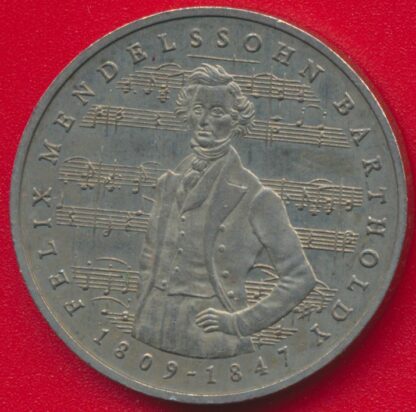 FELIX MENDELSSOHN BARTHOLDY
1809-1847